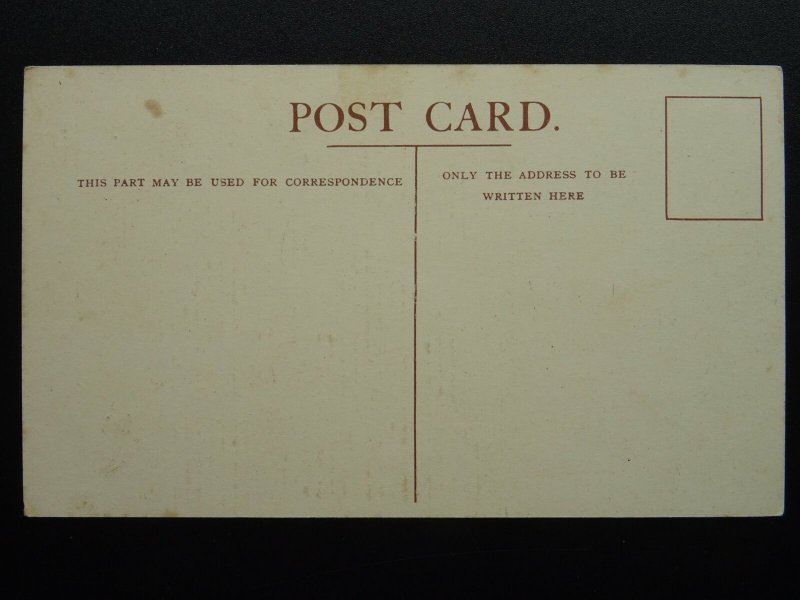 POST CARD.
THIS PART MAY BE USED FOR CORRESPONDENCE
ONLY THE ADDRESS TO BE
WRITTEN HERE